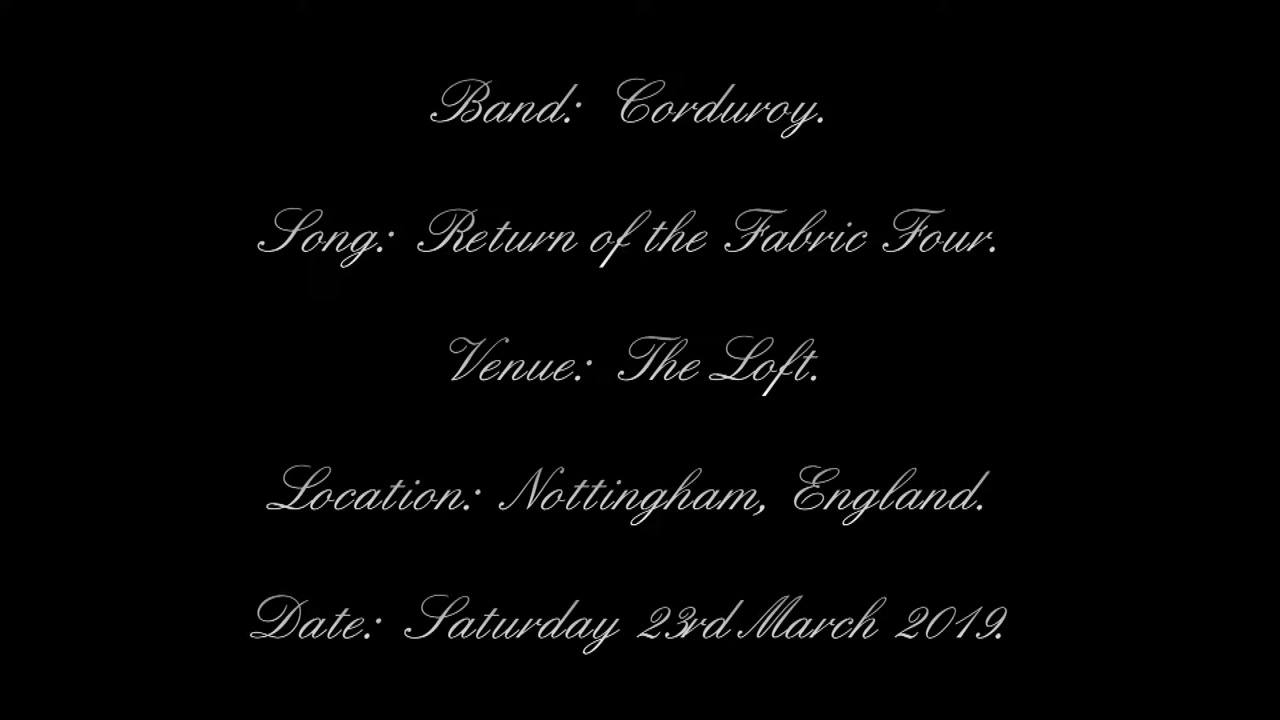 Band: Corduroy.
Song: Return of the Fabric Four.
Venue: The Loft.
Location: Nottingham, England.
Date: Saturday 23rd March 2019.